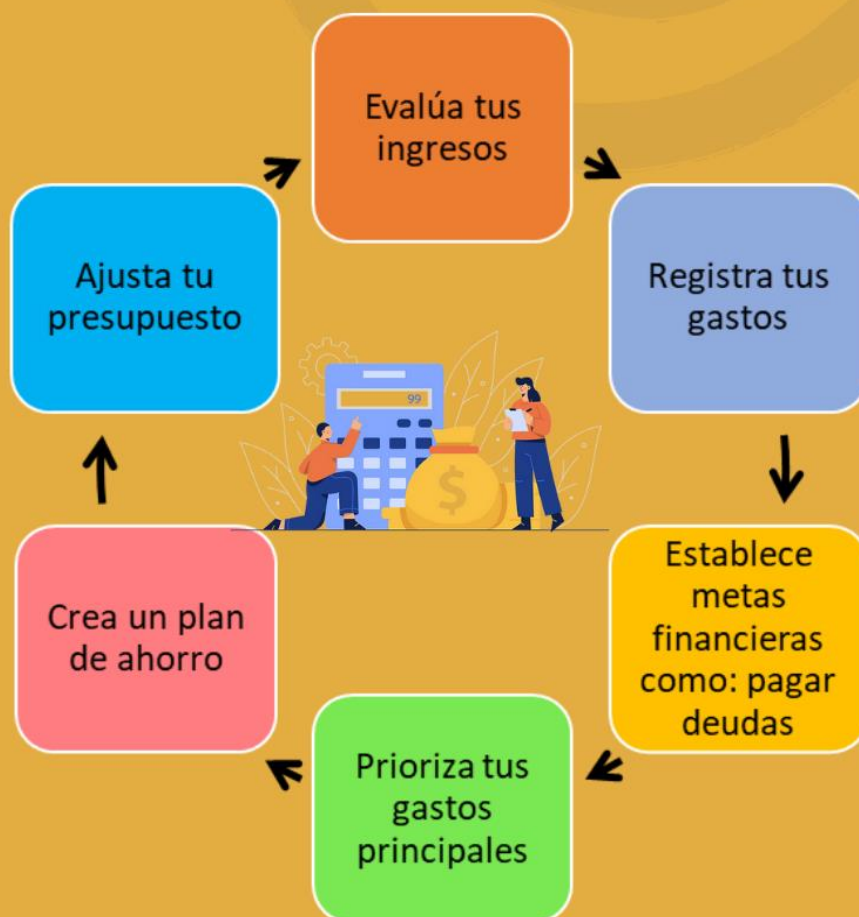 Evalúa tus
ingresos
Registra tus
gastos
Establece
metas
financieras
como: pagar
deudas
Prioriza tus
gastos
principales
Crea un plan
de ahorro
Ajusta tu
presupuesto
99
$